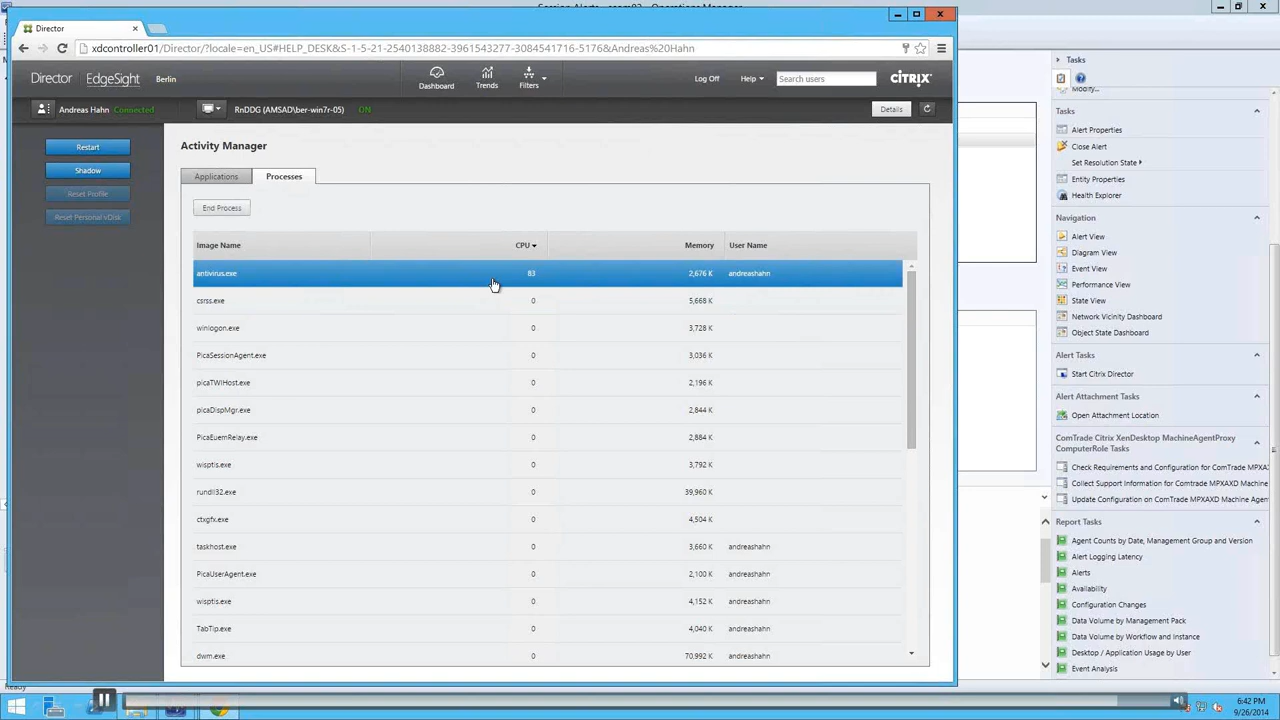 Director
Session Alerts - scom02 - Operations Manager
xdcontroller01/Director/?locale=en_US#HELP_DESK&S-1-5-21-2540138882-3961543277-3084541716-5176&Andreas%20Hahn
Director EdgeSight Berlin
Dashboard Trends Filters
Log Off Help Search users CITRIX
Andreas Hahn Connected RnDDG (AMSAD\ber-win7r-05) ON Details
Restart
Shadow
Reset Profile
Reset Personal vDisk
Activity Manager
Applications Processes
End Process
Image Name CPU Memory User Name
antivirus.exe 83 2,676 K andreashahn
csrss.exe 0 5,668 K
winlogon.exe 0 3,728 K
PicaSessionAgent.exe 0 3,036 K
picaTWIHost.exe 0 2,196 K
picaDispMgr.exe 0 2,844 K
PicaEuemRelay.exe 0 2,884 K
wisptis.exe 0 3,792 K
rundll32.exe 0 39,960 K
ctxgfx.exe 0 4,504 K
taskhost.exe 0 3,660 K andreashahn
PicaUserAgent.exe 0 2,100 K andreashahn
wisptis.exe 0 4,152 K andreashahn
TabTip.exe 0 4,040 K andreashahn
dwm.exe 0 70,992 K andreashahn
Tasks
Modify...
Tasks
Alert Properties
Close Alert
Set Resolution State
Entity Properties
Health Explorer
Navigation
Alert View
Diagram View
Event View
Performance View
State View
Network Vicinity Dashboard
Object State Dashboard
Alert Tasks
Start Citrix Director
Alert Attachment Tasks
Open Attachment Location
ComTrade Citrix XenDesktop MachineAgentProxy
ComputerRole Tasks
Check Requirements and Configuration for ComTrade MPXA
Collect Support Information for Comtrade MPXAXD Machine
Update Configuration on ComTrade MPXAXD Machine Agen
Report Tasks
Agent Counts by Date, Management Group and Version
Alert Logging Latency
Alerts
Availability
Configuration Changes
Data Volume by Management Pack
Data Volume by Workflow and Instance
Desktop / Application Usage by User
Event Analysis
Ready
6:42 PM
9/26/2014